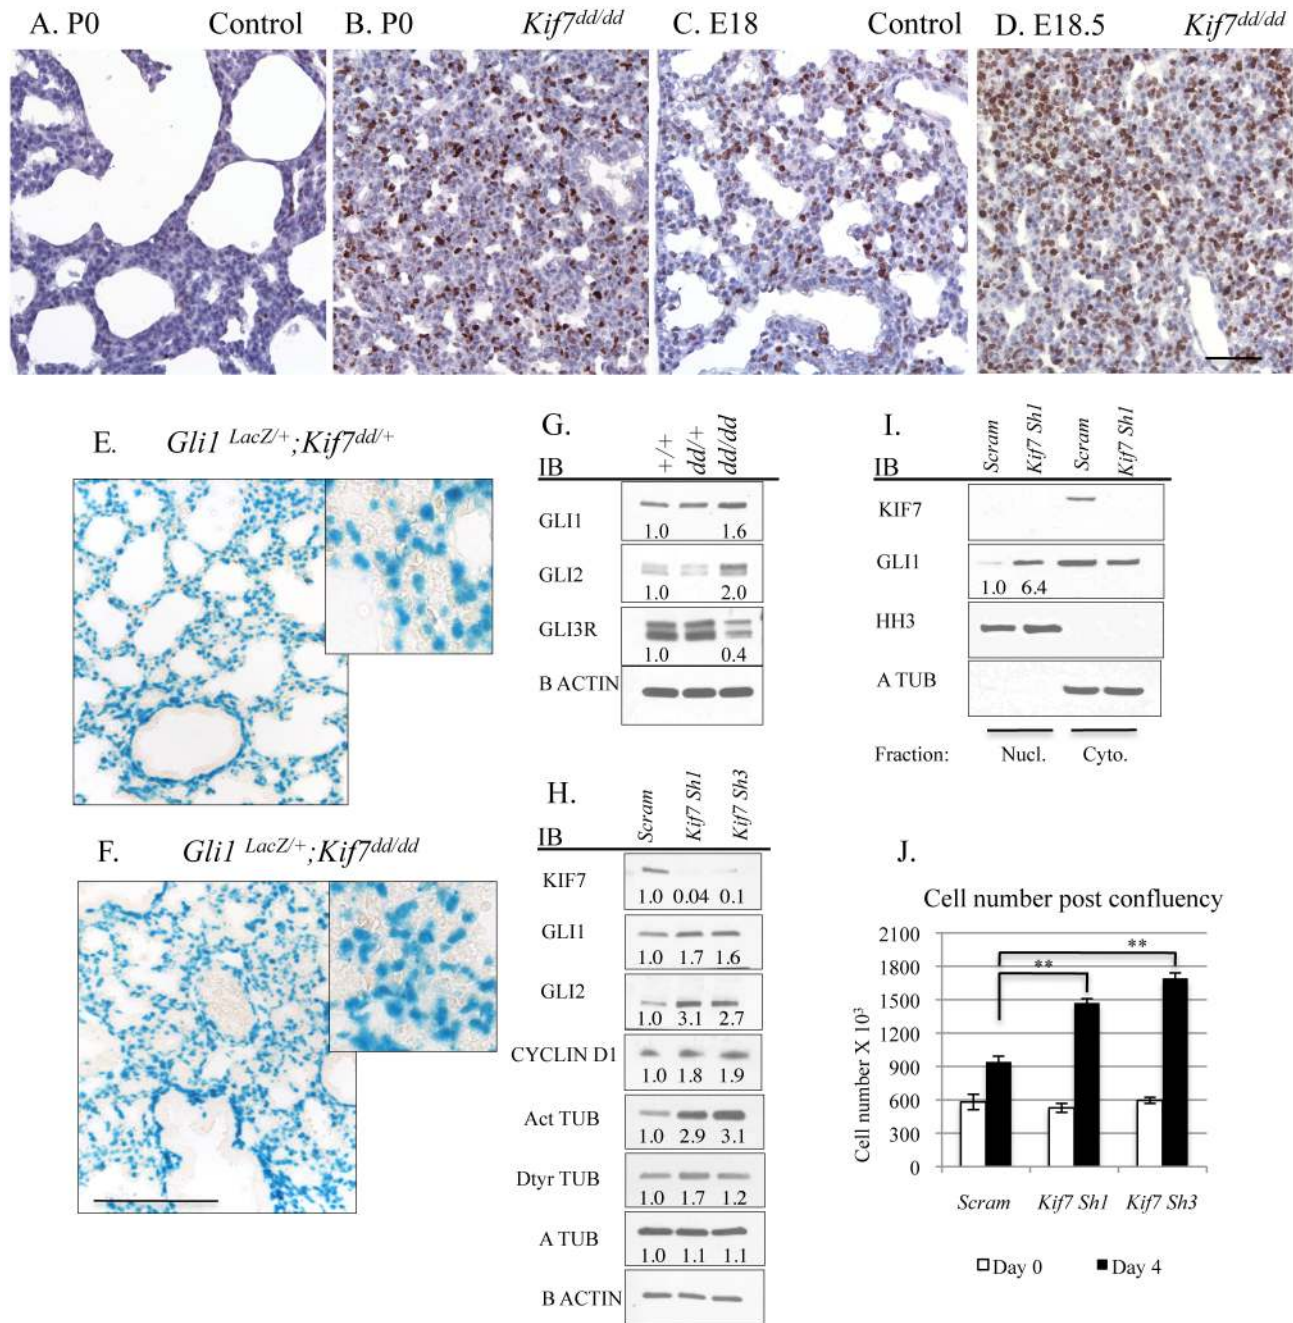 A. P0 Control
B. P0 Kif7dd/dd
C. E18 Control
D. E18.5 Kif7dd/dd
E. Gli1 LacZ/+;Kif7dd/+
F. Gli1 LacZ/+;Kif7dd/dd
G.
+/+ dd/+ dd/dd
IB
GLI1
1.0 1.6
GLI2
1.0 2.0
GLI3R
1.0 0.4
B ACTIN
H.
Scram Kif7 Sh1 Kif7 Sh3
IB
KIF7
1.0 0.04 0.1
GLI1
1.0 1.7 1.6
GLI2
1.0 3.1 2.7
CYCLIN D1
1.0 1.8 1.9
Act TUB
1.0 2.9 3.1
Dtyr TUB
1.0 1.7 1.2
A TUB
1.0 1.1 1.1
B ACTIN
I.
Scram Kif7 Sh1 Scram Kif7 Sh1
IB
KIF7
GLI1
1.0 6.4
HH3
A TUB
Fraction: Nucl. Cyto.
J.
Cell number post confluency
Cell number X 10³
2100
1800
1500
1200
900
600
300
0
**
**
Scram Kif7 Sh1 Kif7 Sh3
Day 0 Day 4